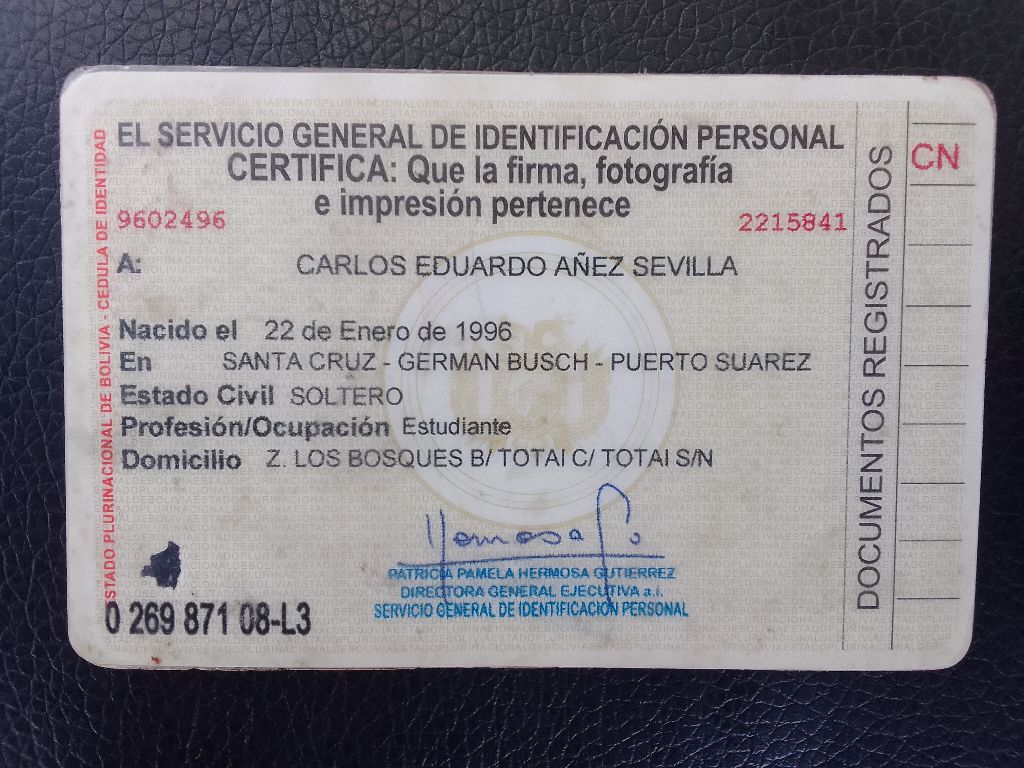 EL SERVICIO GENERAL DE IDENTIFICACIÓN PERSONAL
CERTIFICA: Que la firma, fotografía
e impresión pertenece
9602496
2215841
A: CARLOS EDUARDO AÑEZ SEVILLA
Nacido el 22 de Enero de 1996
En SANTA CRUZ - GERMAN BUSCH - PUERTO SUAREZ
Estado Civil SOLTERO
Profesión/Ocupación Estudiante
Domicilio Z. LOS BOSQUES B/ TOTAI C/ TOTAI S/N
PATRICIA PAMELA HERMOSA GUTIERREZ
DIRECTORA GENERAL EJECUTIVA a.i.
SERVICIO GENERAL DE IDENTIFICACIÓN PERSONAL
0 269 871 08-L3
ESTADO PLURINACIONAL DE BOLIVIA - CEDULA DE IDENTIDAD
DOCUMENTOS REGISTRADOS
CN